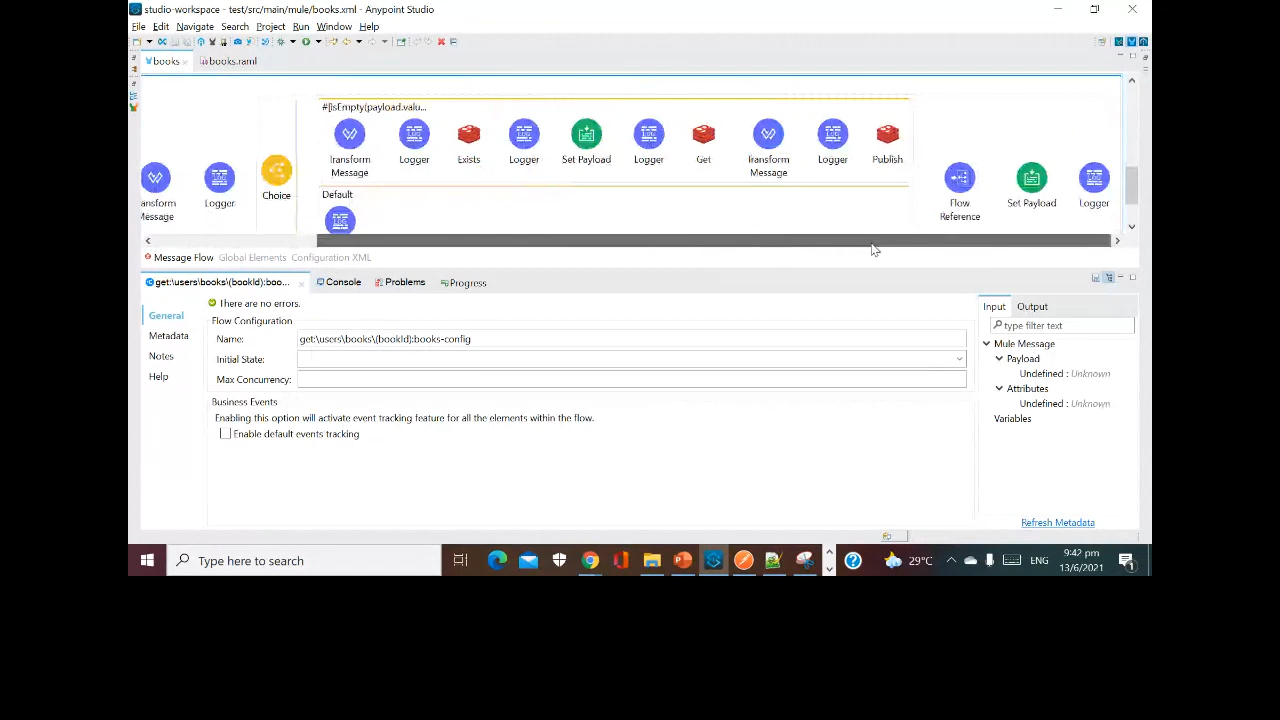 studio-workspace - test/src/main/mule/books.xml - Anypoint Studio
File Edit Navigate Search Project Run Window Help
books
books.raml
#[isEmpty(payload.valu...
Transform Message
Logger
Exists
Logger
Set Payload
Logger
Get
Transform Message
Logger
Publish
ansform Message
Logger
Choice
Default
Flow Reference
Set Payload
Logger
Message Flow Global Elements Configuration XML
get:\users\books\(bookId):boo...
Console
Problems
Progress
General
Metadata
Notes
Help
There are no errors.
Flow Configuration
Name: get:\users\books\(bookId):books-config
Initial State:
Max Concurrency:
Business Events
Enabling this option will activate event tracking feature for all the elements within the flow.
Enable default events tracking
Input Output
type filter text
Mule Message
Payload
Undefined : Unknown
Attributes
Undefined : Unknown
Variables
Refresh Metadata
Type here to search
29°C
ENG
9:42 pm
13/6/2021
1